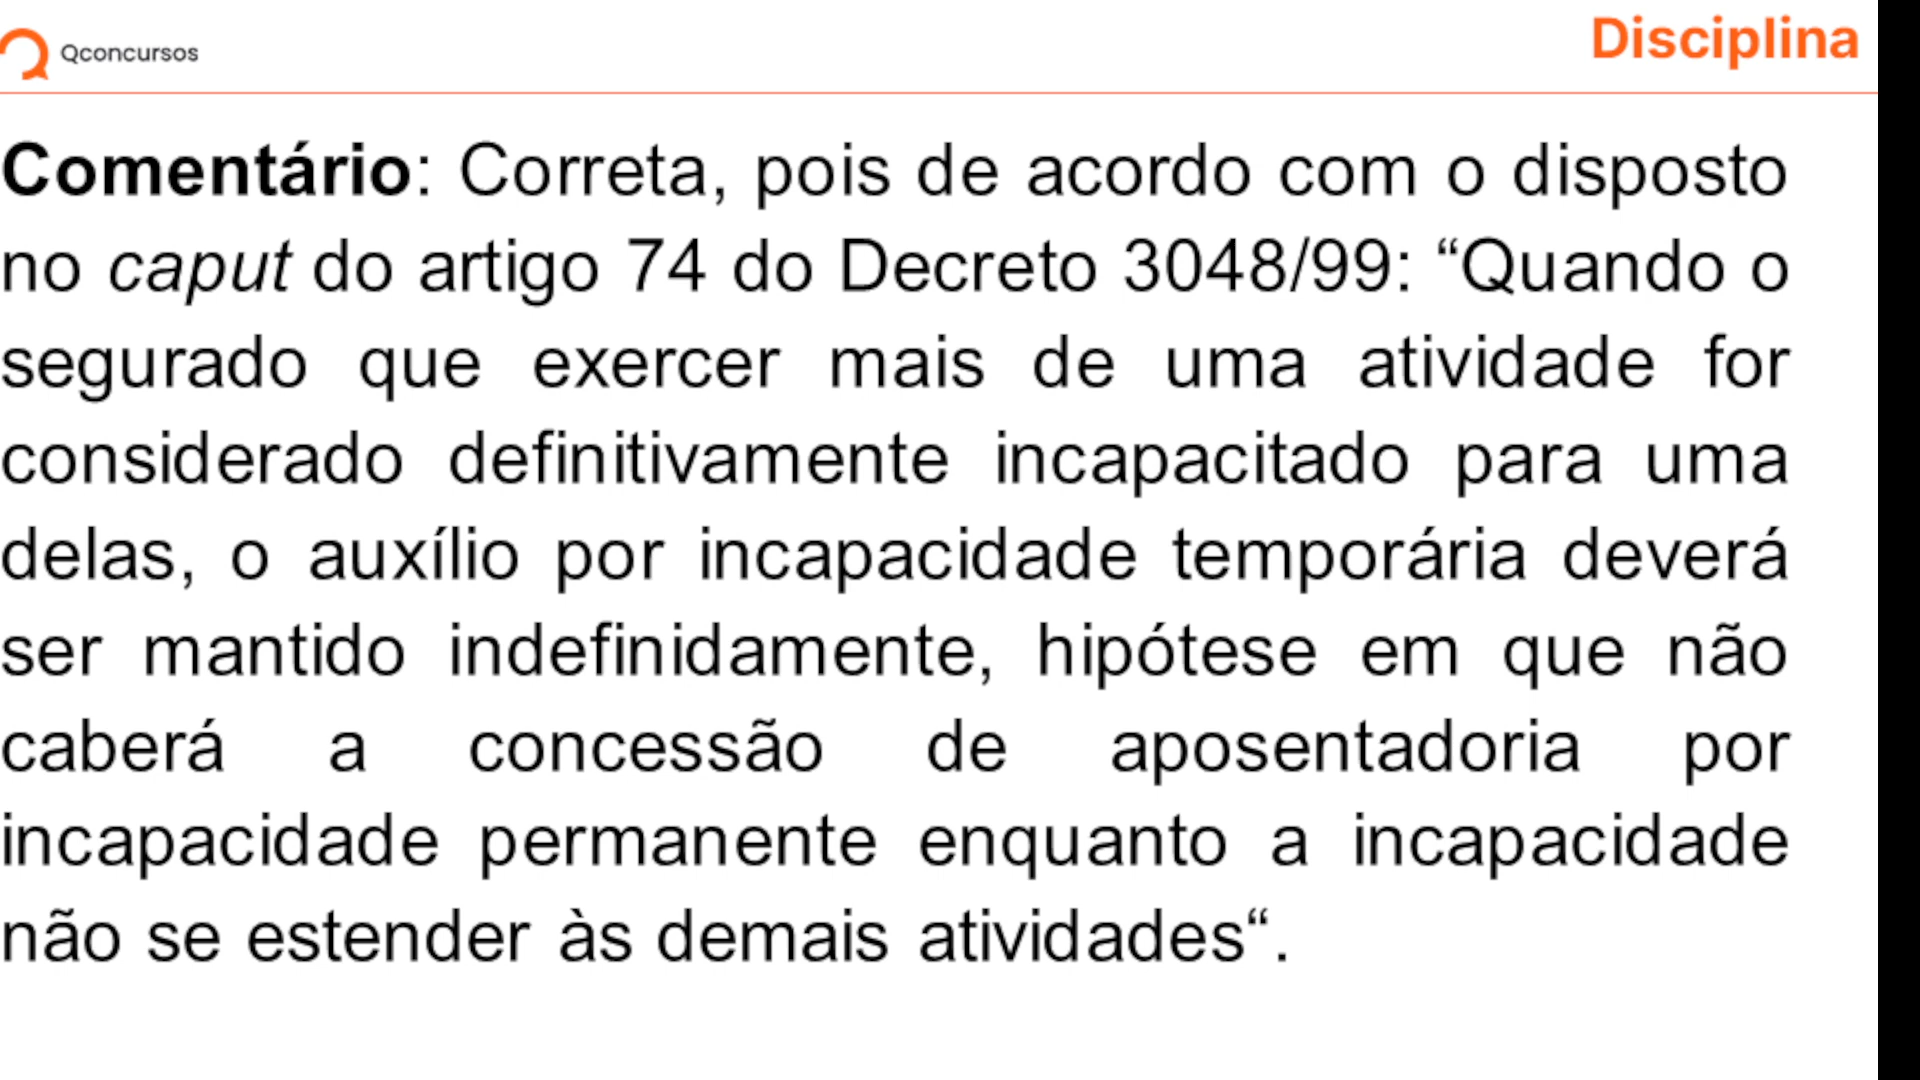 Qconcursos
Disciplina
Comentário: Correta, pois de acordo com o disposto
no caput do artigo 74 do Decreto 3048/99: “Quando o
segurado que exercer mais de uma atividade for
considerado definitivamente incapacitado para uma
delas, o auxílio por incapacidade temporária deverá
ser mantido indefinidamente, hipótese em que não
caberá a concessão de aposentadoria por
incapacidade permanente enquanto a incapacidade
não se estender às demais atividades“.